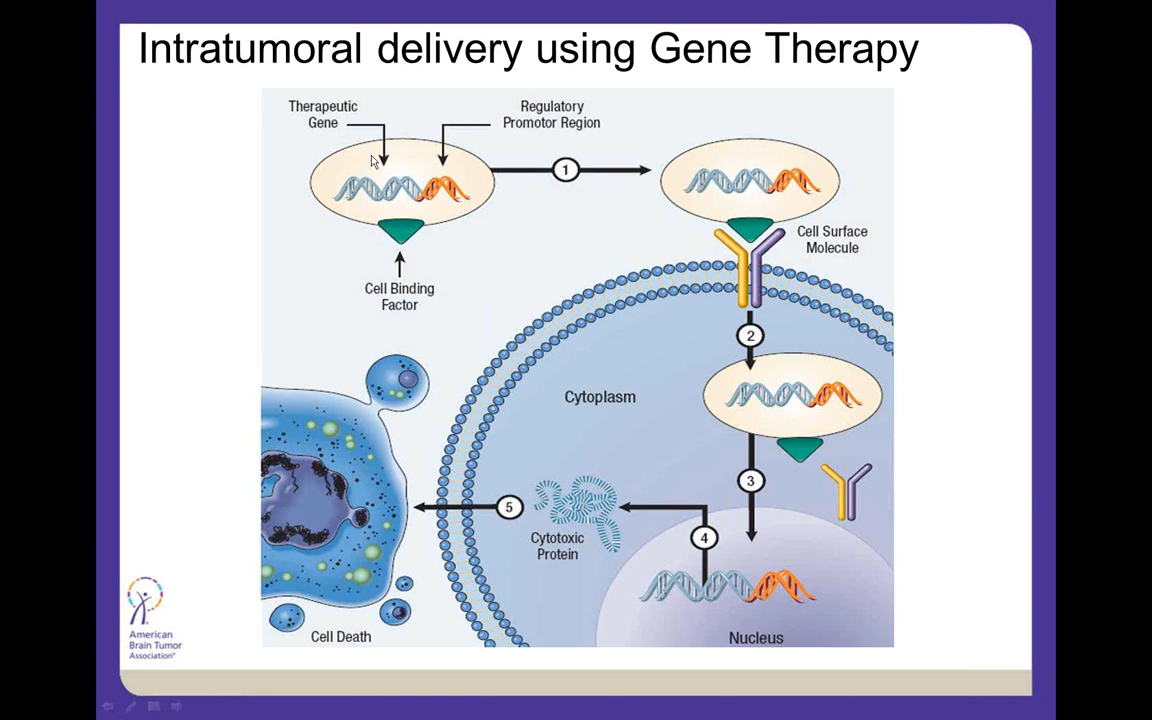 Intratumoral delivery using Gene Therapy
Therapeutic
Gene
Regulatory
Promotor Region
1
Cell Surface
Molecule
Cell Binding
Factor
2
Cytoplasm
3
5
4
Cytotoxic
Protein
Cell Death
Nucleus
American
Brain Tumor
Association®